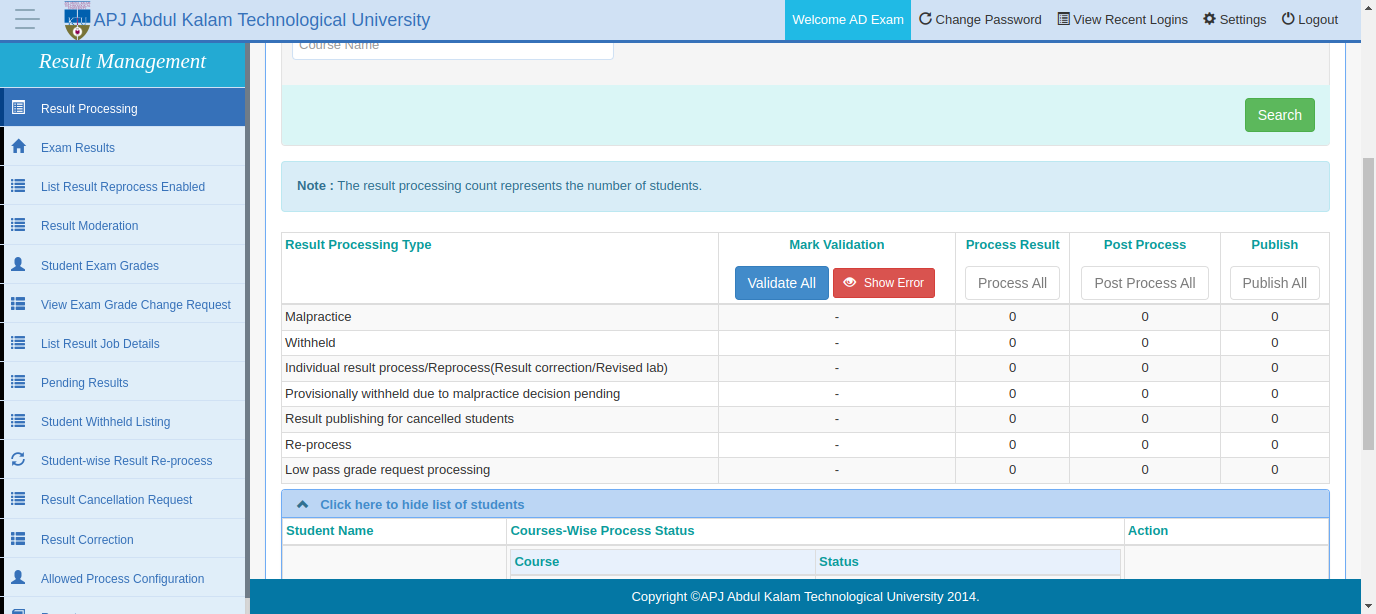 APJ Abdul Kalam Technological University
Welcome AD Exam Change Password View Recent Logins Settings Logout
Result Management
Result Processing
Exam Results
List Result Reprocess Enabled
Result Moderation
Student Exam Grades
View Exam Grade Change Request
List Result Job Details
Pending Results
Student Withheld Listing
Student-wise Result Re-process
Result Cancellation Request
Result Correction
Allowed Process Configuration
Course Name
Search
Note : The result processing count represents the number of students.
Result Processing Type Mark Validation Process Result Post Process Publish
Validate All Show Error Process All Post Process All Publish All
Malpractice - 0 0 0
Withheld - 0 0 0
Individual result process/Reprocess(Result correction/Revised lab) - 0 0 0
Provisionally withheld due to malpractice decision pending - 0 0 0
Result publishing for cancelled students - 0 0 0
Re-process - 0 0 0
Low pass grade request processing - 0 0 0
Click here to hide list of students
Student Name Courses-Wise Process Status Action
Course Status
Copyright ©APJ Abdul Kalam Technological University 2014.